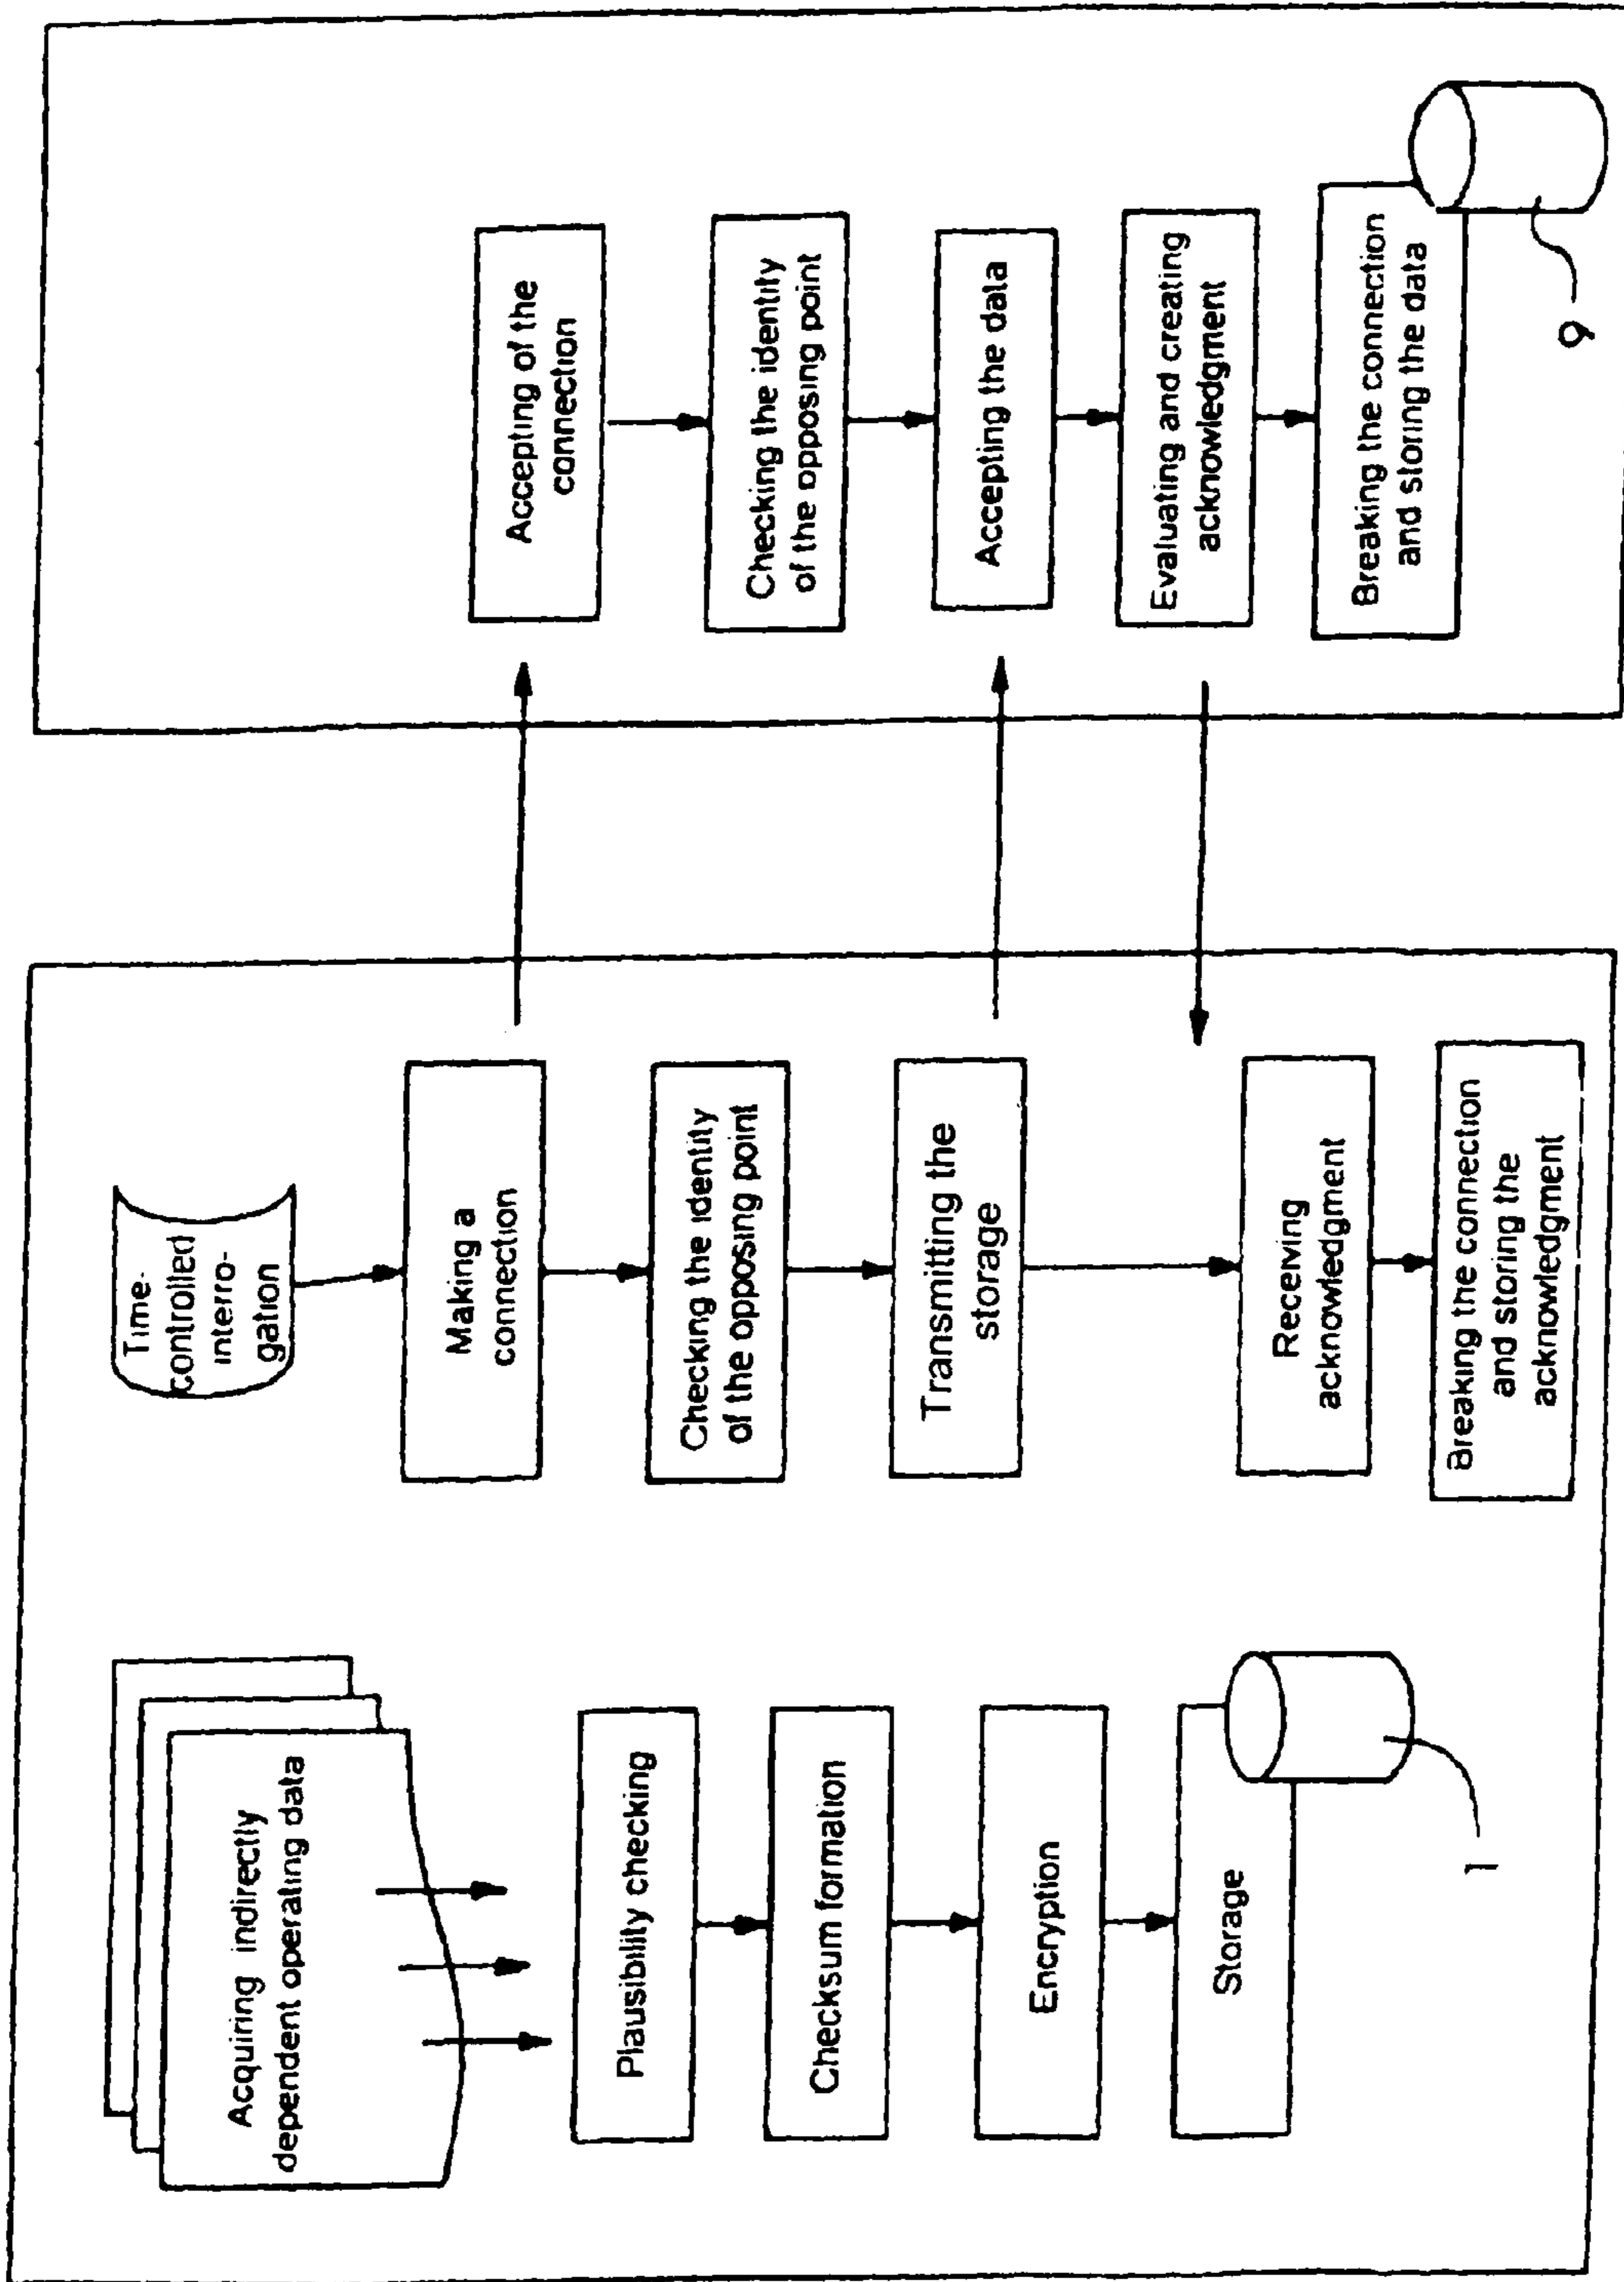 Acquiring indirectly
dependent operating data
Plausibility checking
Checksum formation
Encryption
Storage
1
Time-
controlled
interro-
gation
Making a
connection
Checking the identity
of the opposing point
Transmitting the
storage
Receiving
acknowledgment
Breaking the connection
and storing the
acknowledgment
Accepting of the
connection
Checking the identity
of the opposing point
Accepting the data
Evaluating and creating
acknowledgment
Breaking the connection
and storing the data
9